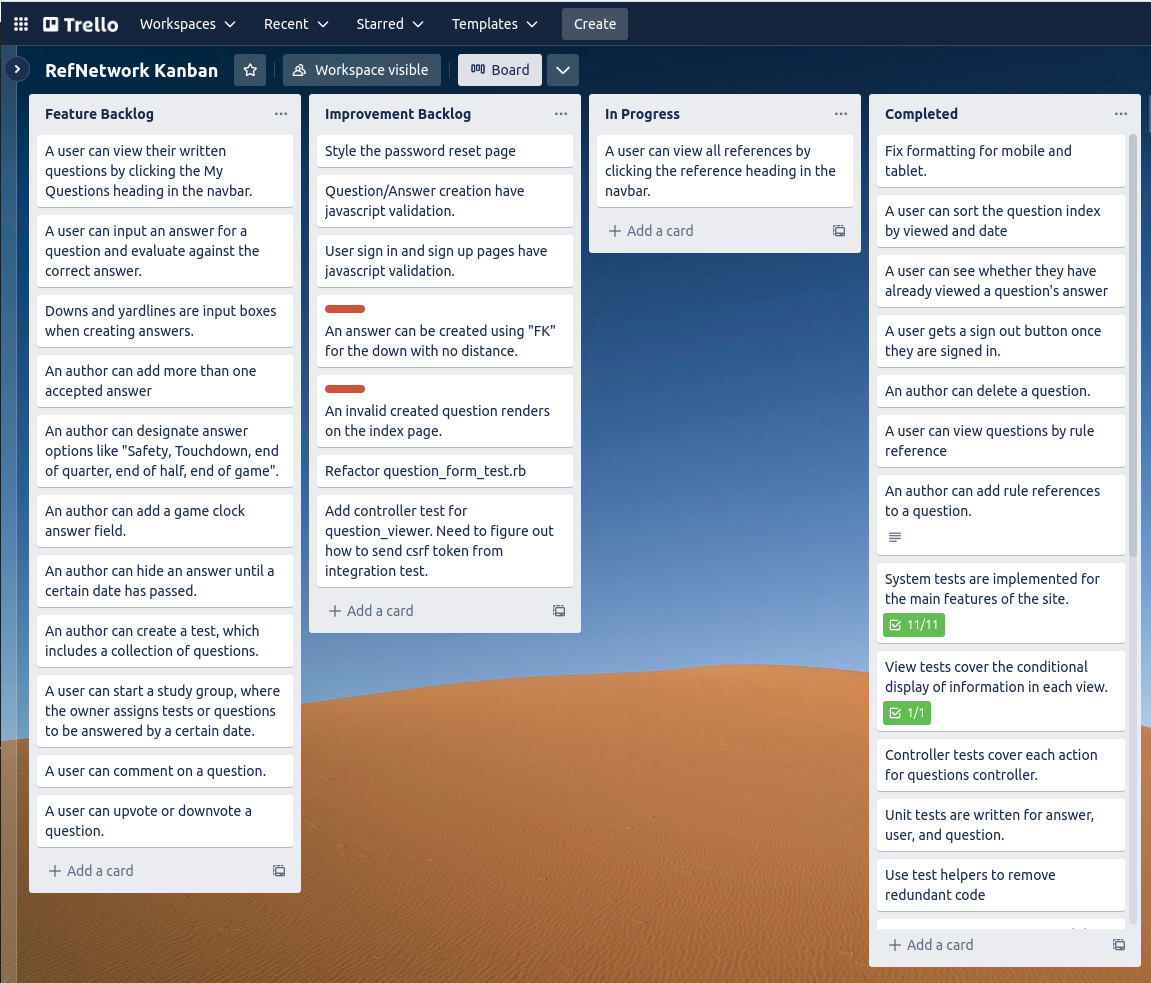 Trello
Workspaces
Recent
Starred
Templates
Create
RefNetwork Kanban
Workspace visible
Board
Feature Backlog
A user can view their written
questions by clicking the My
Questions heading in the navbar.
A user can input an answer for a
question and evaluate against the
correct answer.
Downs and yardlines are input boxes
when creating answers.
An author can add more than one
accepted answer
An author can designate answer
options like "Safety, Touchdown, end
of quarter, end of half, end of game".
An author can add a game clock
answer field.
An author can hide an answer until a
certain date has passed.
An author can create a test, which
includes a collection of questions.
A user can start a study group, where
the owner assigns tests or questions
to be answered by a certain date.
A user can comment on a question.
A user can upvote or downvote a
question.
Add a card
Improvement Backlog
Style the password reset page
Question/Answer creation have
javascript validation.
User sign in and sign up pages have
javascript validation.
An answer can be created using "FK"
for the down with no distance.
An invalid created question renders
on the index page.
Refactor question_form_test.rb
Add controller test for
question_viewer. Need to figure out
how to send csrf token from
integration test.
Add a card
In Progress
A user can view all references by
clicking the reference heading in the
navbar.
Add a card
Completed
Fix formatting for mobile and
tablet.
A user can sort the question index
by viewed and date
A user can see whether they have
already viewed a question's answer
A user gets a sign out button once
they are signed in.
An author can delete a question.
A user can view questions by rule
reference
An author can add rule references
to a question.
System tests are implemented for
the main features of the site.
11/11
View tests cover the conditional
display of information in each view.
1/1
Controller tests cover each action
for questions controller.
Unit tests are written for answer,
user, and question.
Use test helpers to remove
redundant code
Add a card